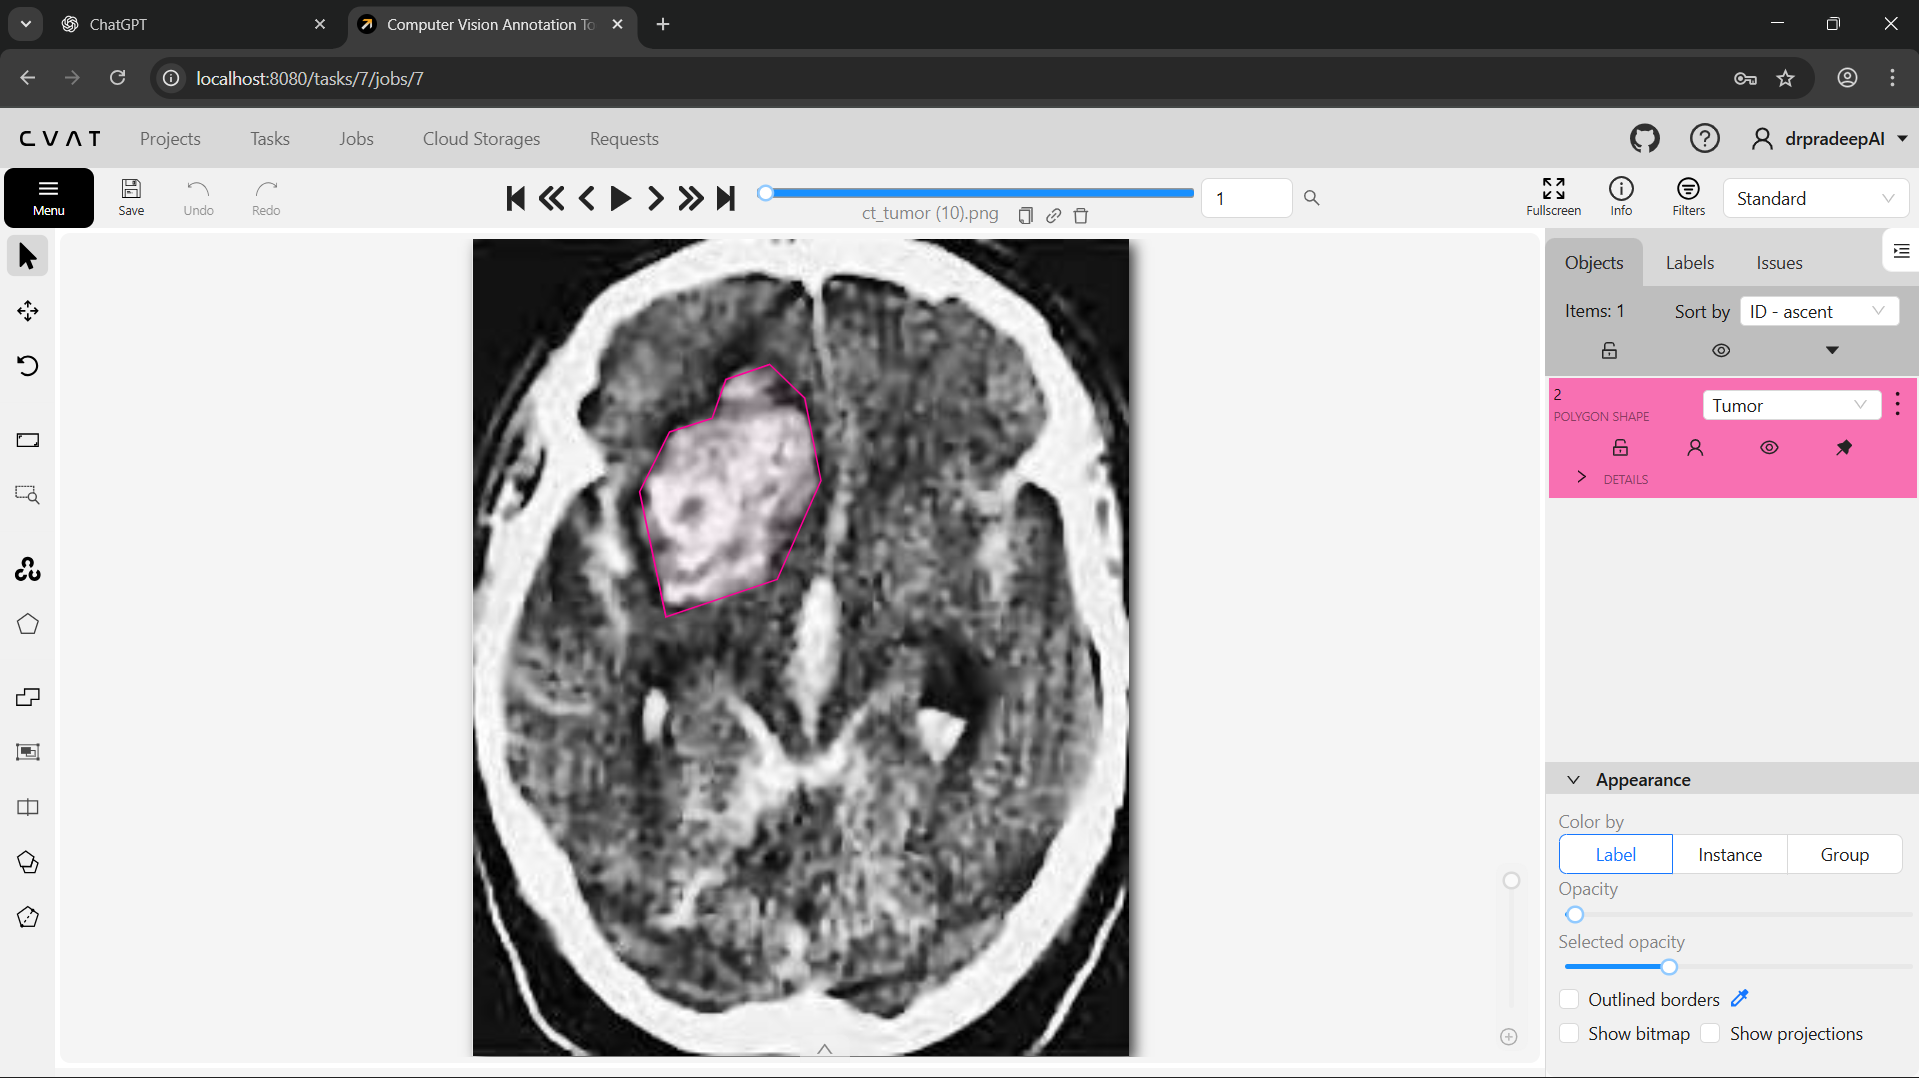 ChatGPT
Computer Vision Annotation To
localhost:8080/tasks/7/jobs/7
CVAT
Projects
Tasks
Jobs
Cloud Storages
Requests
drpradeepAI
Menu
Save
Undo
Redo
ct_tumor (10).png
1
Fullscreen
Info
Filters
Standard
Objects
Labels
Issues
Items: 1
Sort by
ID - ascent
2
POLYGON SHAPE
Tumor
DETAILS
Appearance
Color by
Label
Instance
Group
Opacity
Selected opacity
Outlined borders
Show bitmap
Show projections